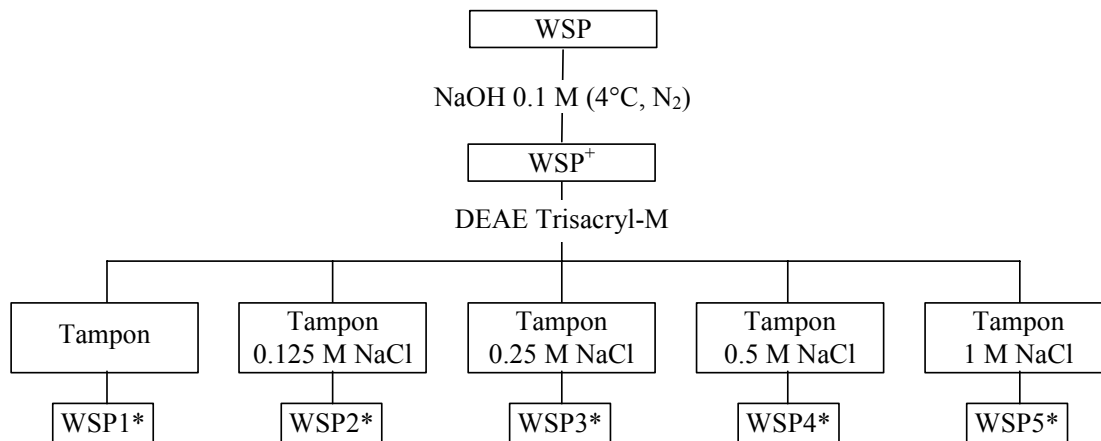 WSP
NaOH 0.1 M (4°C, N₂)
WSP⁺
DEAE Trisacryl-M
Tampon
Tampon
0.125 M NaCl
Tampon
0.25 M NaCl
Tampon
0.5 M NaCl
Tampon
1 M NaCl
WSP1*
WSP2*
WSP3*
WSP4*
WSP5*